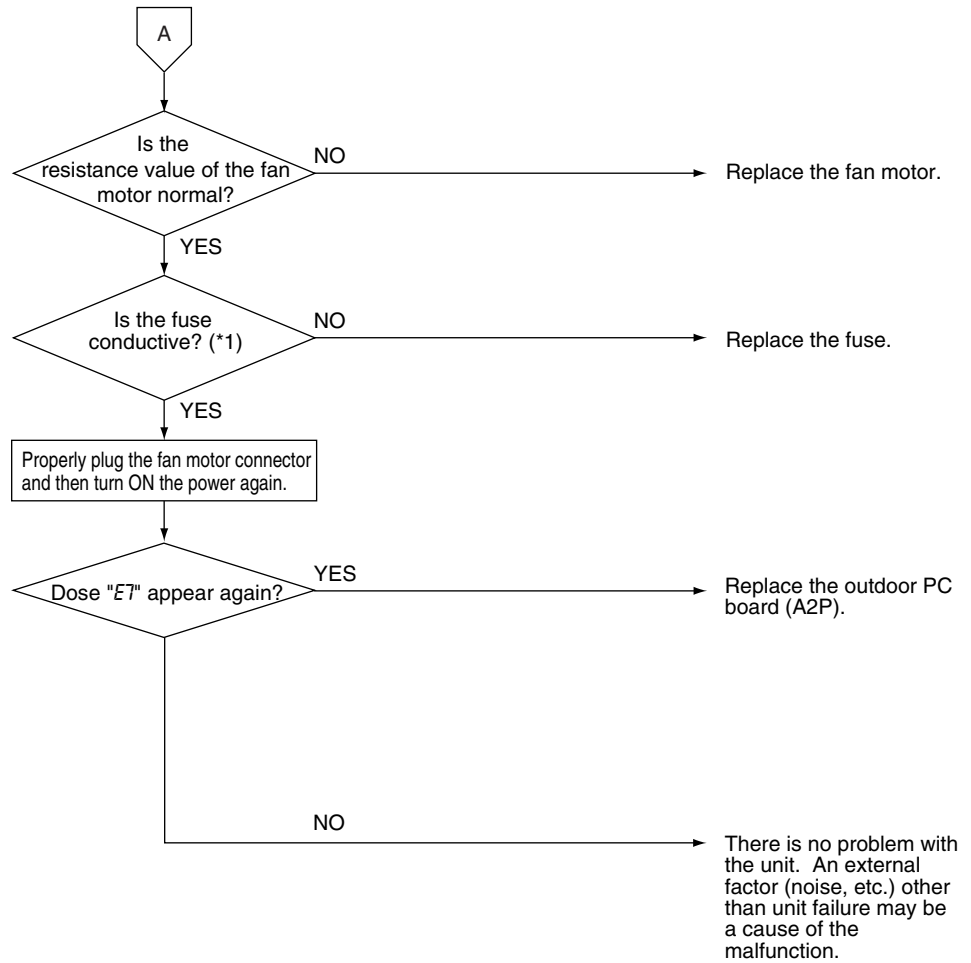 A
Is the
resistance value of the fan
motor normal?
NO
Replace the fan motor.
YES
Is the fuse
conductive? (*1)
NO
Replace the fuse.
YES
Properly plug the fan motor connector
and then turn ON the power again.
Dose "E7" appear again?
YES
Replace the outdoor PC
board (A2P).
NO
There is no problem with
the unit.  An external
factor (noise, etc.) other
than unit failure may be
a cause of the
malfunction.